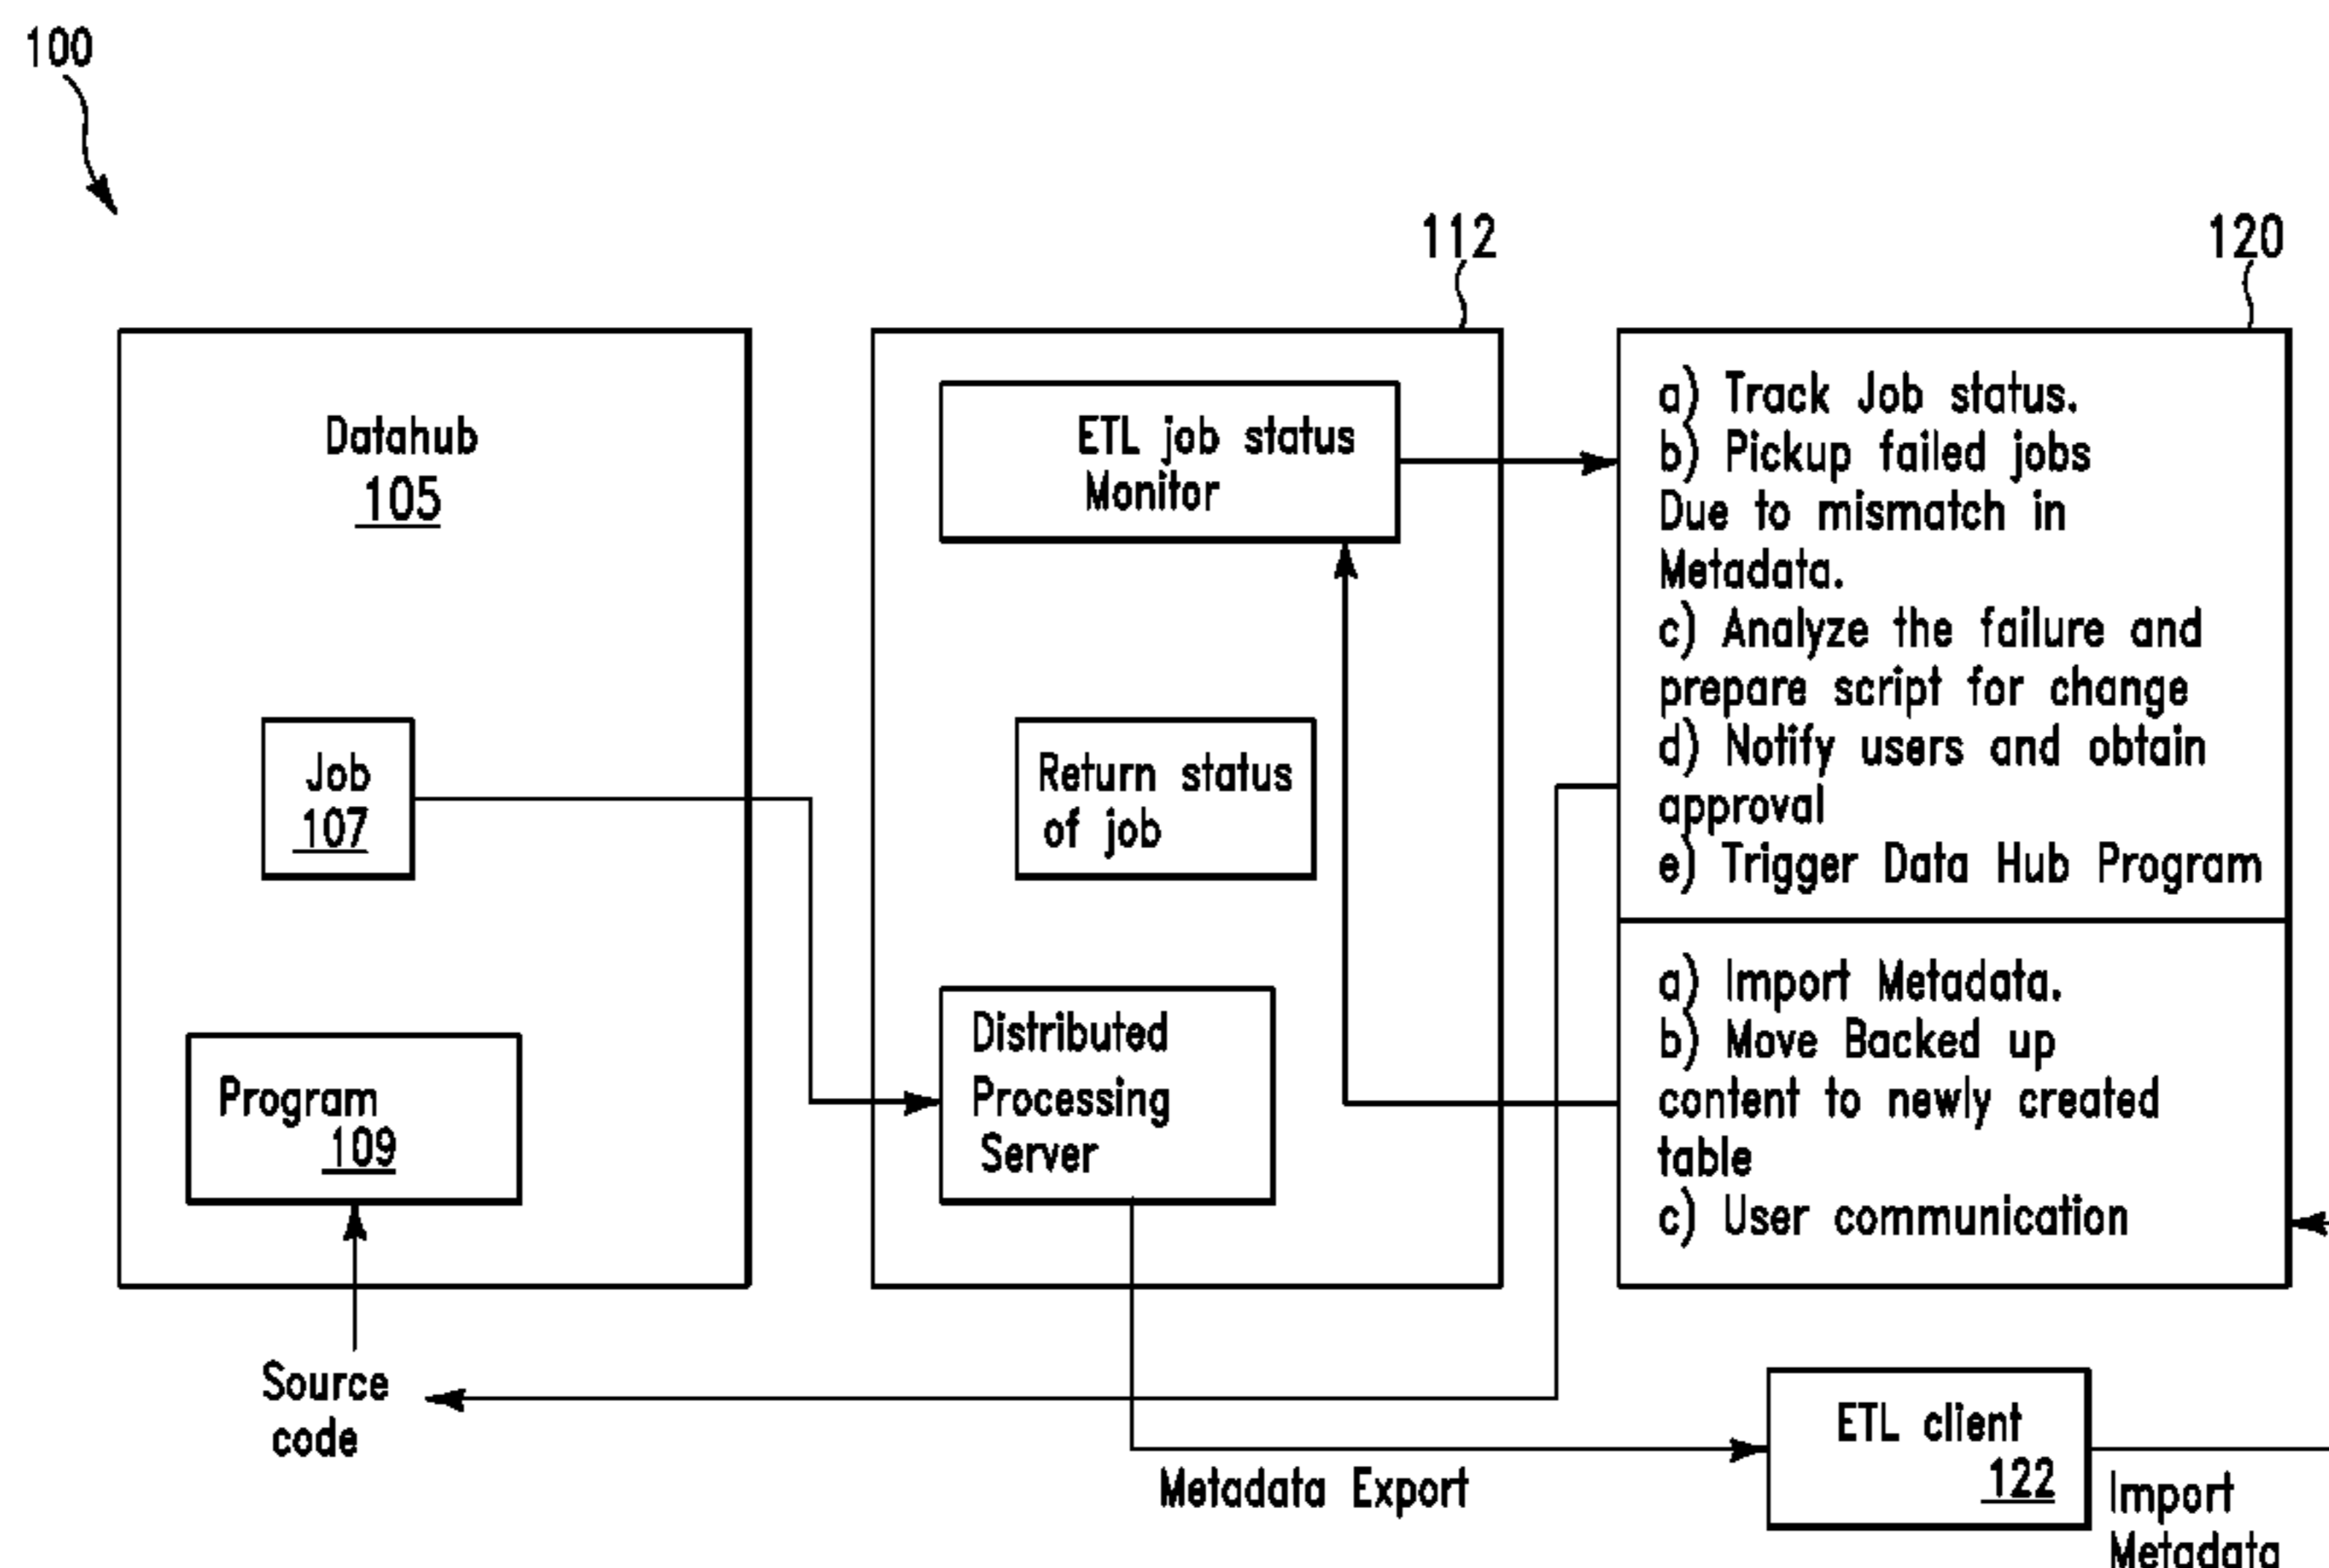 100
112
120
Datahub
105
Job
107
Program
109
Source
code
ETL job status
Monitor
Return status
of job
Distributed
Processing
Server
Metadata Export
a) Track Job status.
b) Pickup failed jobs
Due to mismatch in
Metadata.
c) Analyze the failure and
prepare script for change
d) Notify users and obtain
approval
e) Trigger Data Hub Program
a) Import Metadata.
b) Move Backed up
content to newly created
table
c) User communication
ETL client
122
Import
Metadata